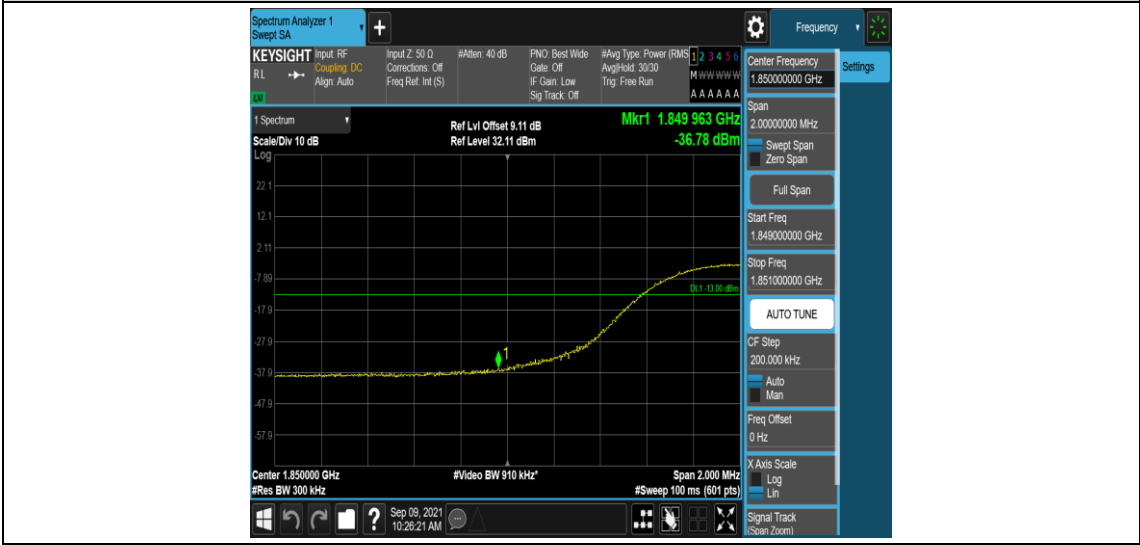 Spectrum Analyzer 1
Swept SA
+
Frequency
KEYSIGHT
RL
LXI
Input: RF
Coupling: DC
Align: Auto
Input Z: 50 Ω
Corrections: Off
Freq Ref: Int (S)
#Atten: 40 dB
PNO: Best Wide
Gate: Off
IF Gain: Low
Sig Track: Off
#Avg Type: Power (RMS
Avg|Hold: 30/30
Trig: Free Run
1 2 3 4 5 6
M W W W W W
A A A A A A
Settings
1 Spectrum
Scale/Div 10 dB
Log
Ref Lvl Offset 9.11 dB
Ref Level 32.11 dBm
Mkr1 1.849 963 GHz
-36.78 dBm
22.1
12.1
2.11
-7.89
-17.9
-27.9
-37.9
-47.9
-57.9
DL1 -13.00 dBm
1
Center 1.850000 GHz
#Res BW 300 kHz
#Video BW 910 kHz*
Span 2.000 MHz
#Sweep 100 ms (601 pts)
Center Frequency
1.850000000 GHz
Span
2.00000000 MHz
Swept Span
Zero Span
Full Span
Start Freq
1.849000000 GHz
Stop Freq
1.851000000 GHz
AUTO TUNE
CF Step
200.000 kHz
Auto
Man
Freq Offset
0 Hz
X Axis Scale
Log
Lin
Signal Track
(Span Zoom)
?
Sep 09, 2021
10:26:21 AM